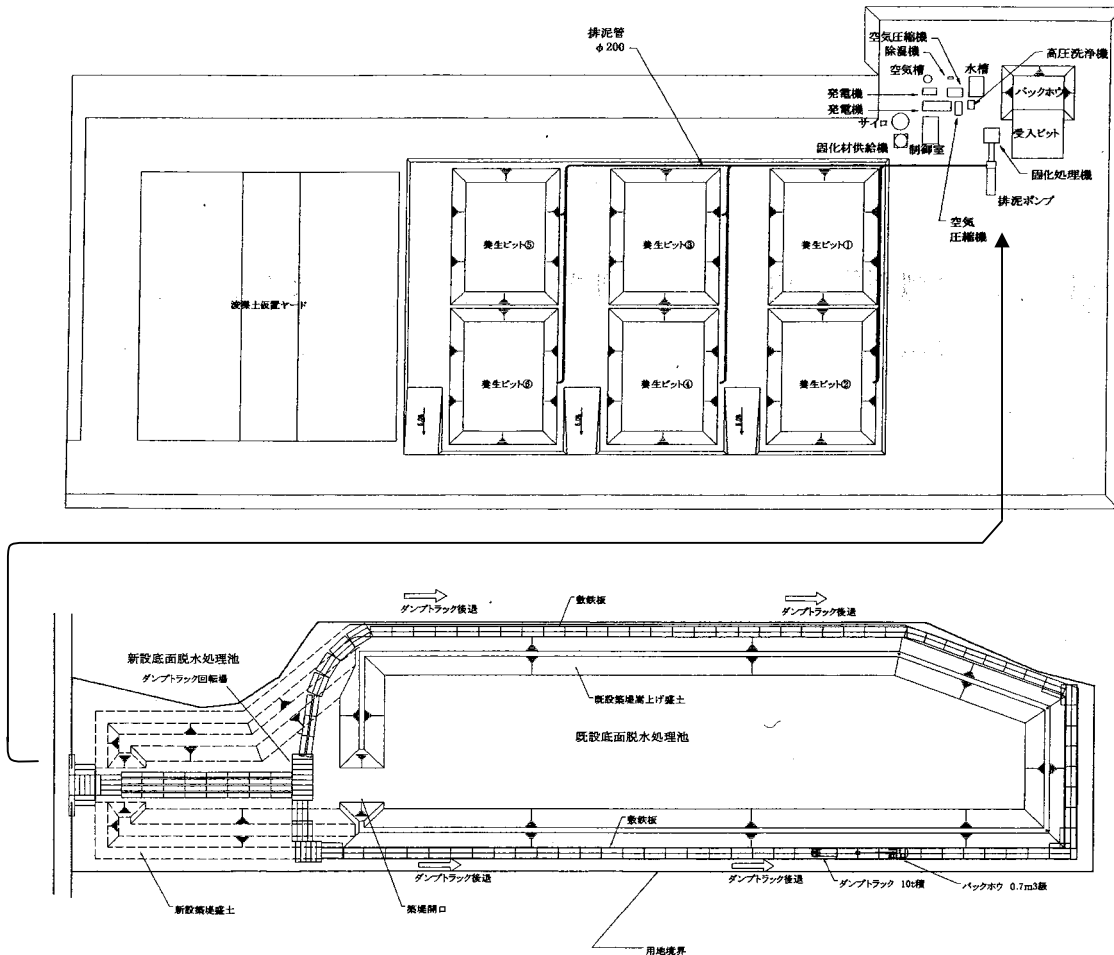 排泥管
φ200
空気圧縮機
除湿機
空気槽
水槽
高圧洗浄機
発電機
発電機
バックホウ
サイロ
受入ピット
固化材供給機
制御室
固化処理機
排泥ポンプ
空気
圧縮機
養生ピット⑤
養生ピット③
養生ピット①
浚渫土仮置ヤード
養生ピット⑥
養生ピット④
養生ピット②
ダンプトラック後退
敷鉄板
ダンプトラック後退
新設底面脱水処理池
ダンプトラック回転場
既設築堤嵩上げ盛土
既設底面脱水処理池
敷鉄板
ダンプトラック後退
ダンプトラック後退
ダンプトラック 10t積
バックホウ 0.7m3級
新設築堤盛土
築堤開口
用地境界